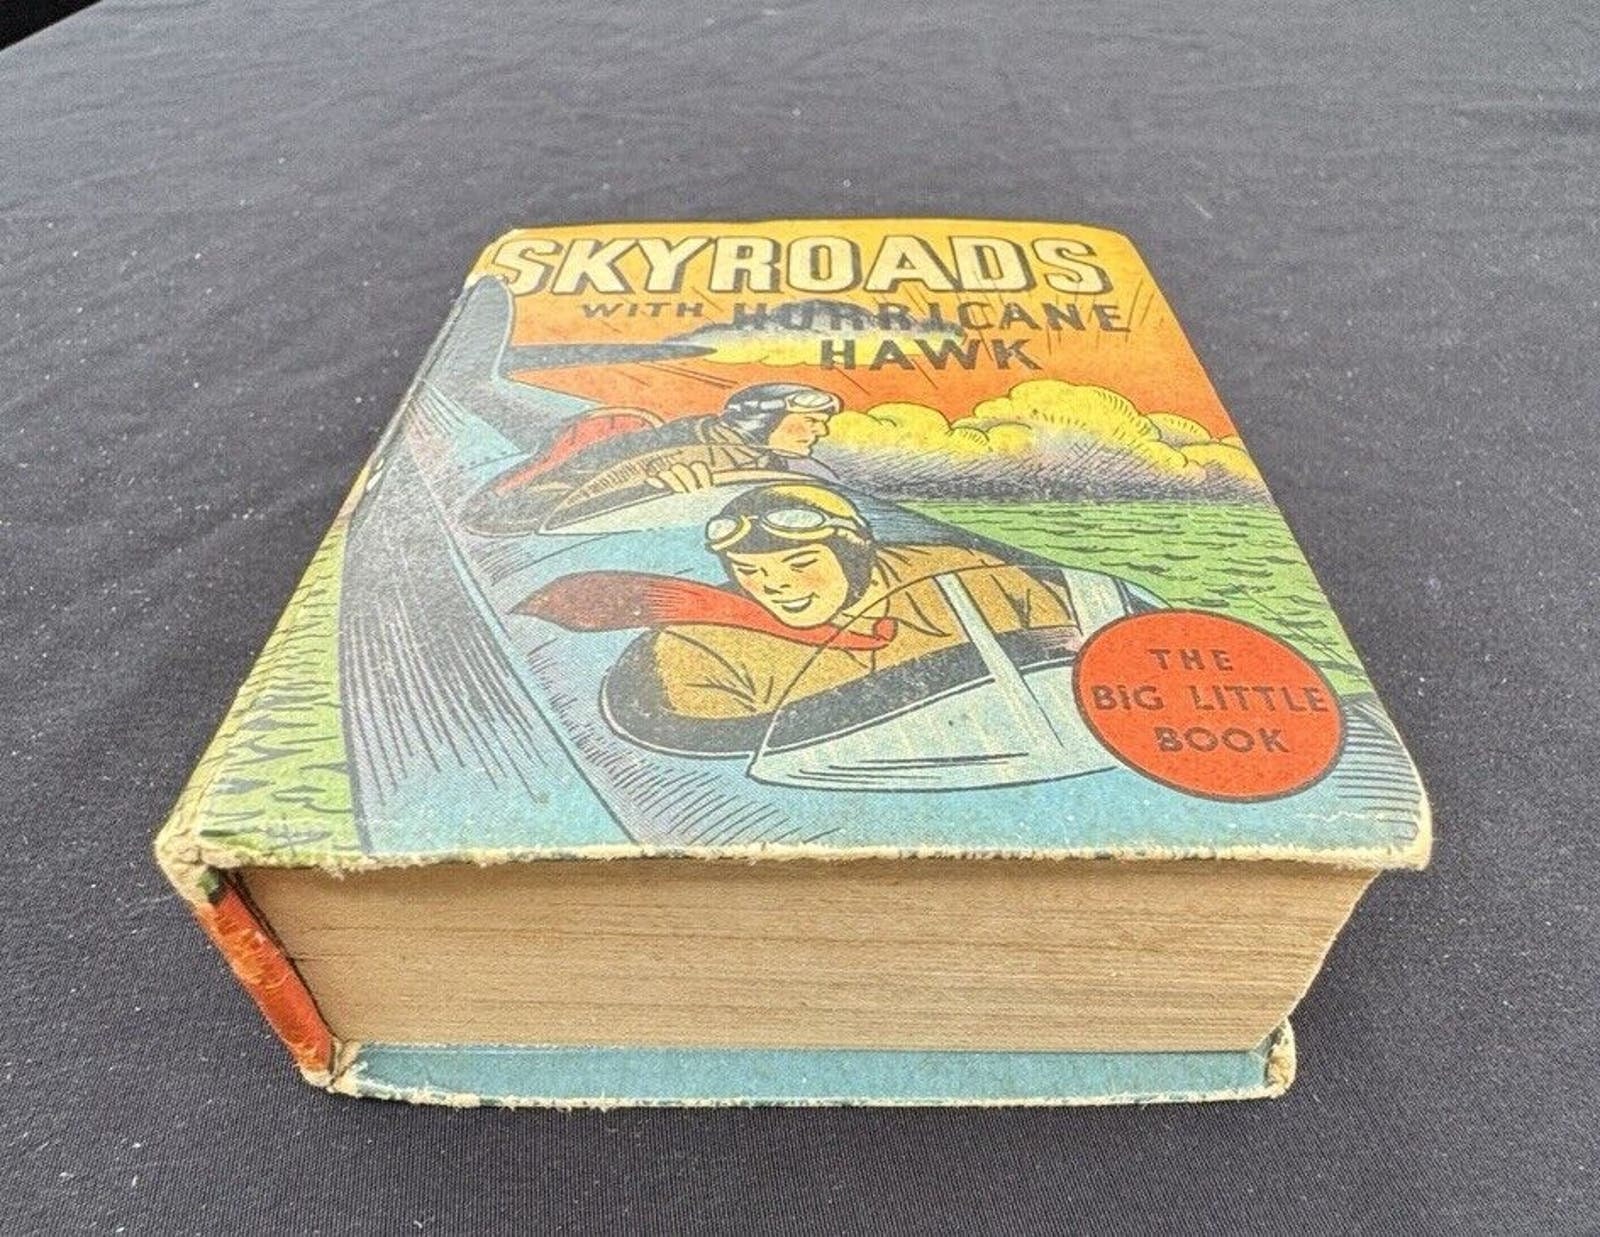 SKYROADS
WITH HURRICANE
HAWK
THE
BIG LITTLE
BOOK